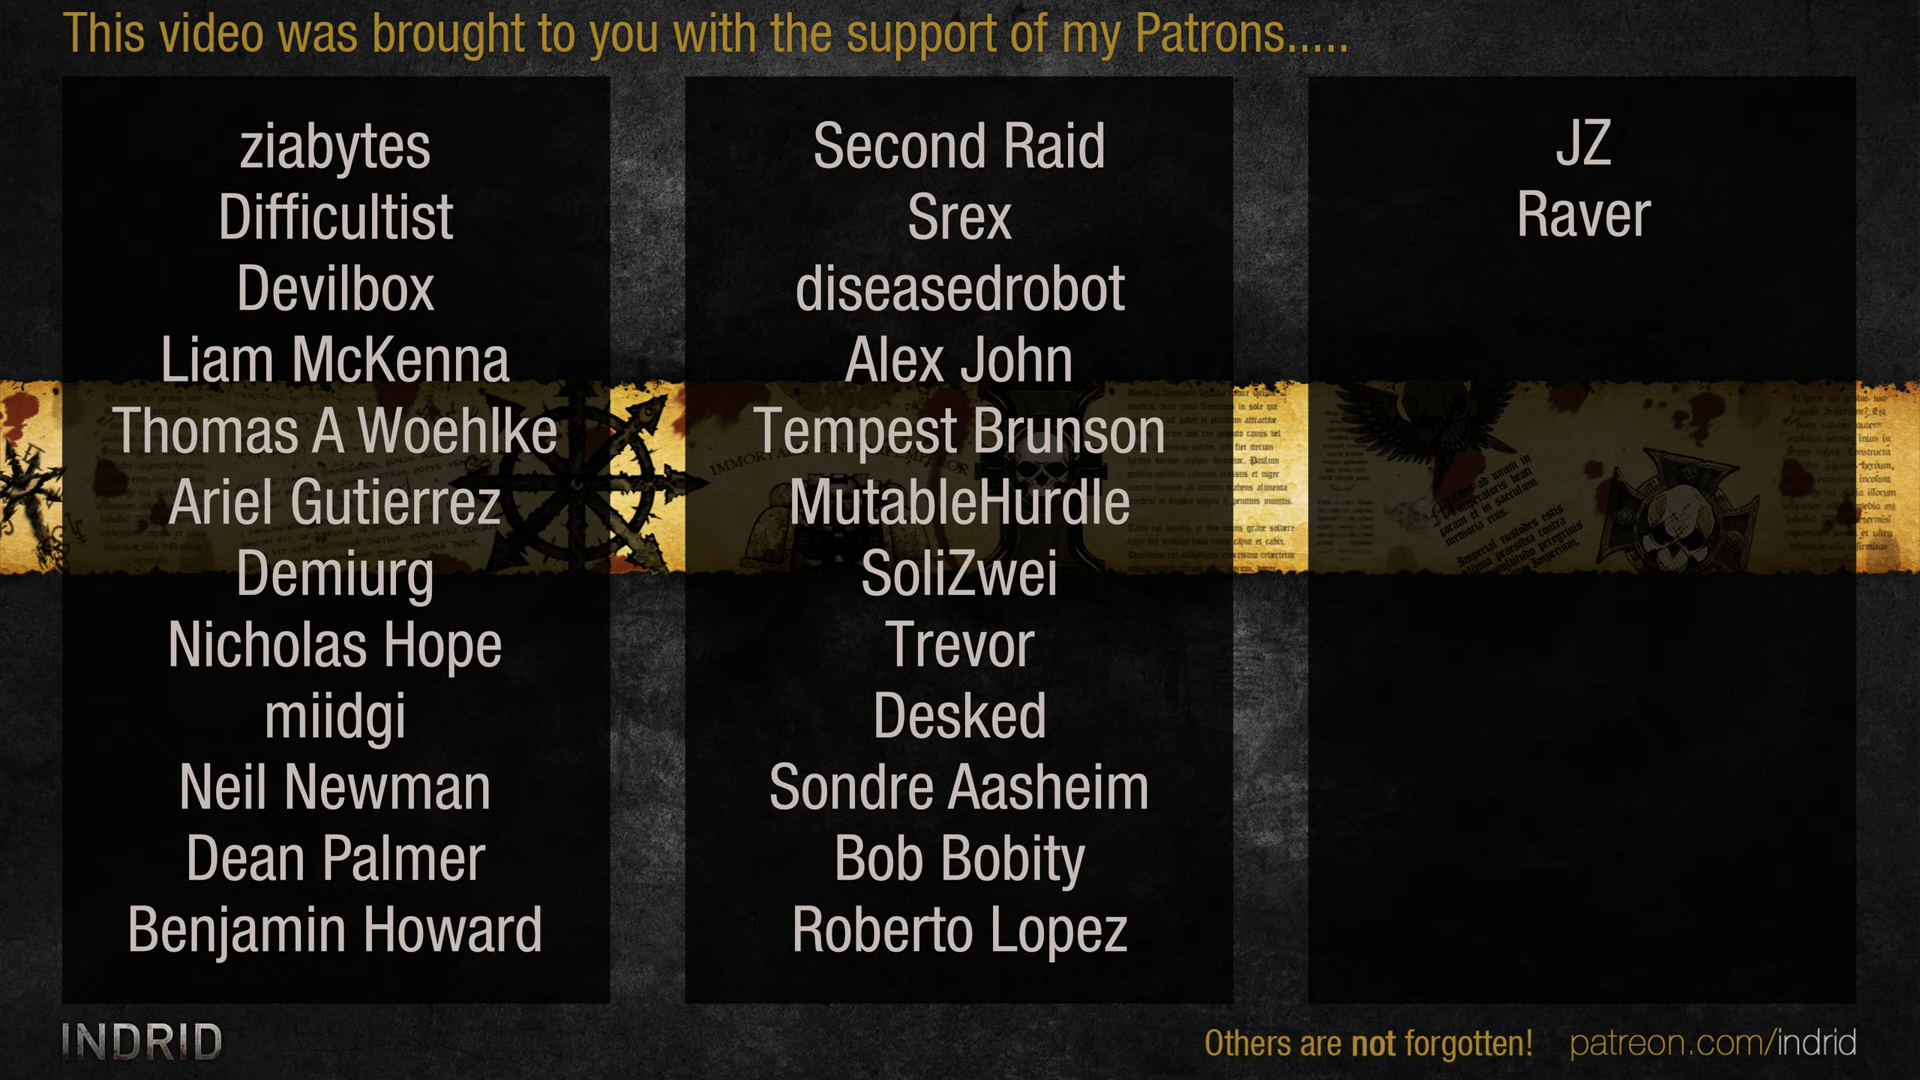 This video was brought to you with the support of my Patrons.....
ziabytes
Difficultist
Devilbox
Liam McKenna
Thomas A Woehlke
Ariel Gutierrez
Demiurg
Nicholas Hope
miidgi
Neil Newman
Dean Palmer
Benjamin Howard
Second Raid
Srex
diseasedrobot
Alex John
Tempest Brunson
MutableHurdle
SoliZwei
Trevor
Desked
Sondre Aasheim
Bob Bobity
Roberto Lopez
JZ
Raver
INDRID
Others are not forgotten!
patreon.com/indrid